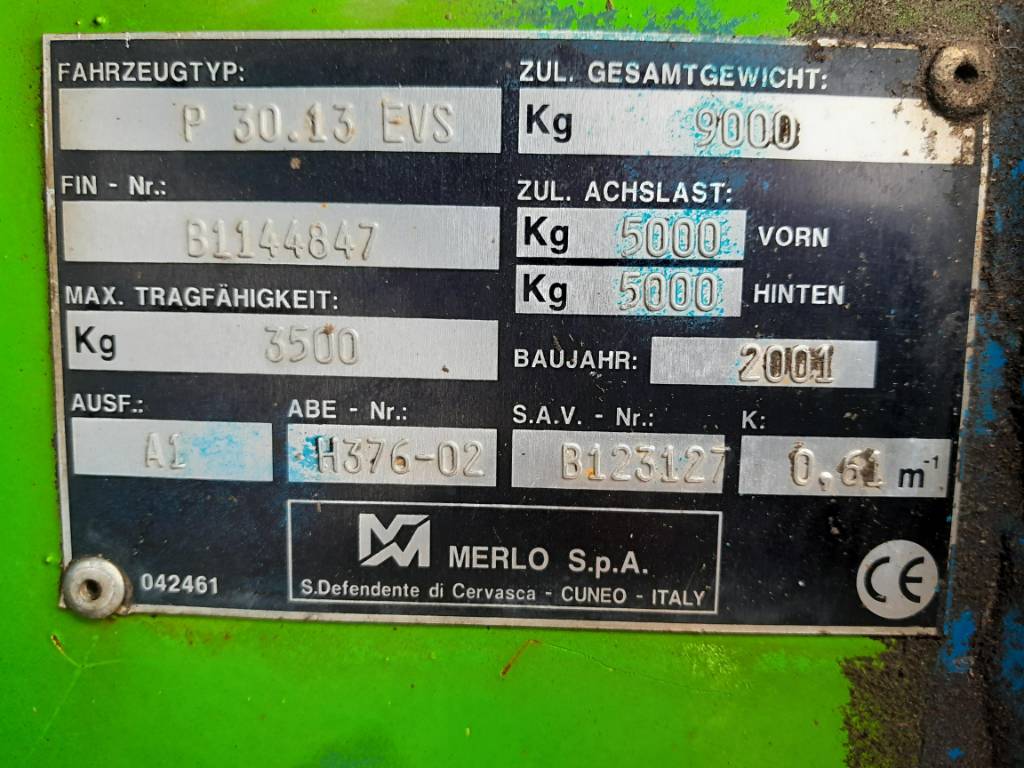 FAHRZEUGTYP:
P 30.13 EVS
FIN - Nr.:
B1144847
MAX. TRAGFÄHIGKEIT:
Kg 3500
AUSF.:
A1
ABE - Nr.:
H376-02
ZUL. GESAMTGEWICHT:
Kg 9000
ZUL. ACHSLAST:
Kg 5000 VORN
Kg 5000 HINTEN
BAUJAHR: 2001
S.A.V. - Nr.:
B123127
K:
0,61 m-1
MERLO S.p.A.
S.Defendente di Cervasca - CUNEO - ITALY
042461
CE